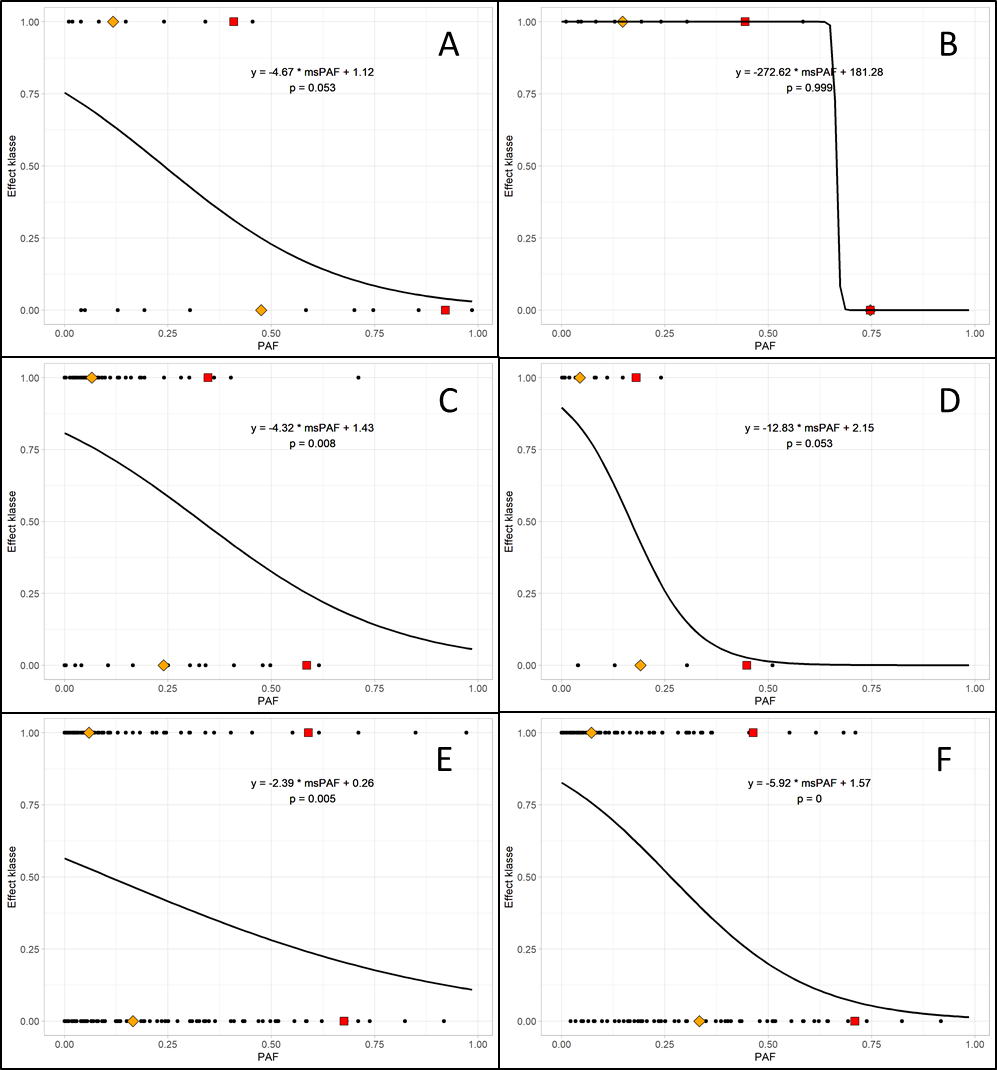 A
y = -4.67 * msPAF + 1.12
p = 0.053
1.00
0.75
0.50
0.25
0.00
Effect klasse
0.00 0.25 0.50 0.75 1.00
PAF
B
y = -272.62 * msPAF + 181.28
p = 0.999
1.00
0.75
0.50
0.25
0.00
Effect klasse
0.00 0.25 0.50 0.75 1.00
PAF
C
y = -4.32 * msPAF + 1.43
p = 0.008
1.00
0.75
0.50
0.25
0.00
Effect klasse
0.00 0.25 0.50 0.75 1.00
PAF
D
y = -12.83 * msPAF + 2.15
p = 0.053
1.00
0.75
0.50
0.25
0.00
Effect klasse
0.00 0.25 0.50 0.75 1.00
PAF
E
y = -2.39 * msPAF + 0.26
p = 0.005
1.00
0.75
0.50
0.25
0.00
Effect klasse
0.00 0.25 0.50 0.75 1.00
PAF
F
y = -5.92 * msPAF + 1.57
p = 0
1.00
0.75
0.50
0.25
0.00
Effect klasse
0.00 0.25 0.50 0.75 1.00
PAF